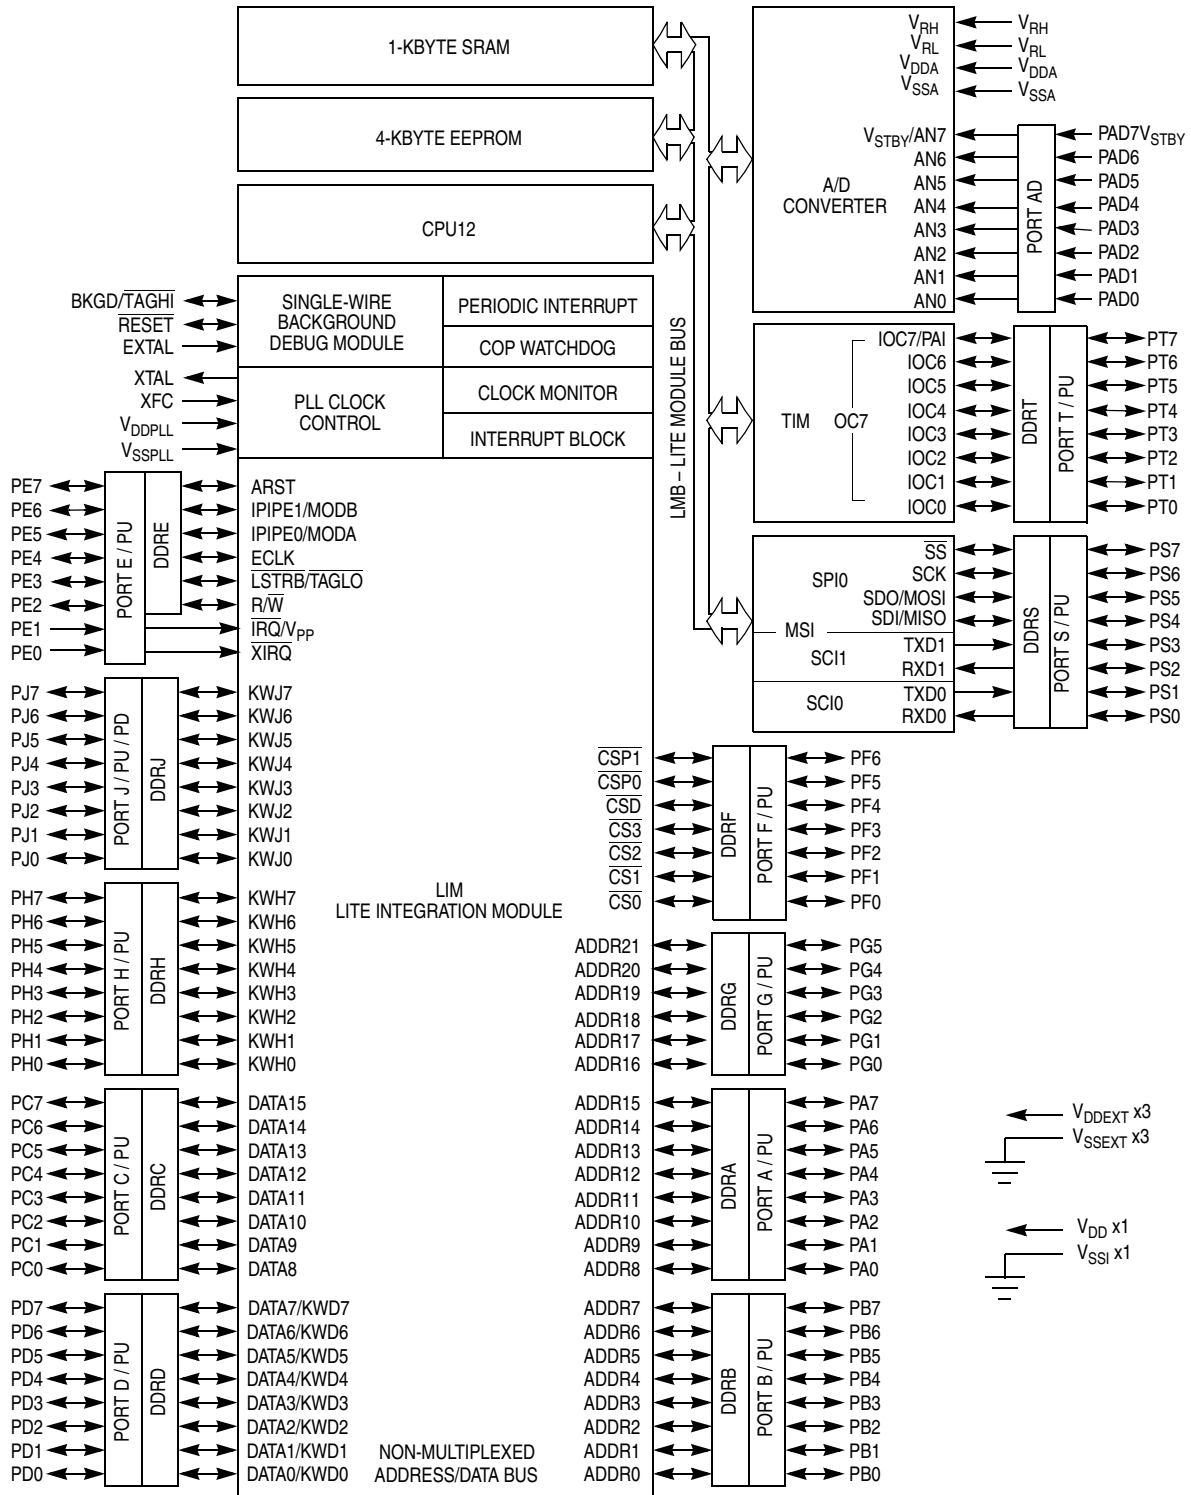 1-KBYTE SRAM
4-KBYTE EEPROM
CPU12
BKGD/TAGHI
RESET
EXTAL
XTAL
XFC
VDDPLL
VSSPLL
SINGLE-WIRE
BACKGROUND
DEBUG MODULE
PERIODIC INTERRUPT
COP WATCHDOG
PLL CLOCK
CONTROL
CLOCK MONITOR
INTERRUPT BLOCK
LMB – LITE MODULE BUS
VRH
VRL
VDDA
VSSA
VRH
VRL
VDDA
VSSA
A/D
CONVERTER
VSTBY/AN7
AN6
AN5
AN4
AN3
AN2
AN1
AN0
PORT AD
PAD7VSTBY
PAD6
PAD5
PAD4
PAD3
PAD2
PAD1
PAD0
TIM
OC7
IOC7/PAI
IOC6
IOC5
IOC4
IOC3
IOC2
IOC1
IOC0
DDRT
PORT T / PU
PT7
PT6
PT5
PT4
PT3
PT2
PT1
PT0
SPI0
MSI
SCI1
SCI0
SS
SCK
SDO/MOSI
SDI/MISO
TXD1
RXD1
TXD0
RXD0
DDRS
PORT S / PU
PS7
PS6
PS5
PS4
PS3
PS2
PS1
PS0
PE7
PE6
PE5
PE4
PE3
PE2
PE1
PE0
PORT E / PU
DDRE
ARST
IPIPE1/MODB
IPIPE0/MODA
ECLK
LSTRB/TAGLO
R/W
IRQ/VPP
XIRQ
PJ7
PJ6
PJ5
PJ4
PJ3
PJ2
PJ1
PJ0
PORT J / PU / PD
DDRJ
KWJ7
KWJ6
KWJ5
KWJ4
KWJ3
KWJ2
KWJ1
KWJ0
PH7
PH6
PH5
PH4
PH3
PH2
PH1
PH0
PORT H / PU
DDRH
KWH7
KWH6
KWH5
KWH4
KWH3
KWH2
KWH1
KWH0
PC7
PC6
PC5
PC4
PC3
PC2
PC1
PC0
PORT C / PU
DDRC
DATA15
DATA14
DATA13
DATA12
DATA11
DATA10
DATA9
DATA8
PD7
PD6
PD5
PD4
PD3
PD2
PD1
PD0
PORT D / PU
DDRD
DATA7/KWD7
DATA6/KWD6
DATA5/KWD5
DATA4/KWD4
DATA3/KWD3
DATA2/KWD2
DATA1/KWD1
DATA0/KWD0
LIM
LITE INTEGRATION MODULE
NON-MULTIPLEXED
ADDRESS/DATA BUS
CSP1
CSP0
CSD
CS3
CS2
CS1
CS0
DDRF
PORT F / PU
PF6
PF5
PF4
PF3
PF2
PF1
PF0
ADDR21
ADDR20
ADDR19
ADDR18
ADDR17
ADDR16
DDRG
PORT G / PU
PG5
PG4
PG3
PG2
PG1
PG0
ADDR15
ADDR14
ADDR13
ADDR12
ADDR11
ADDR10
ADDR9
ADDR8
DDRA
PORT A / PU
PA7
PA6
PA5
PA4
PA3
PA2
PA1
PA0
ADDR7
ADDR6
ADDR5
ADDR4
ADDR3
ADDR2
ADDR1
ADDR0
DDRB
PORT B / PU
PB7
PB6
PB5
PB4
PB3
PB2
PB1
PB0
VDDEXT x3
VSSEXT x3
VDD x1
VSSI x1